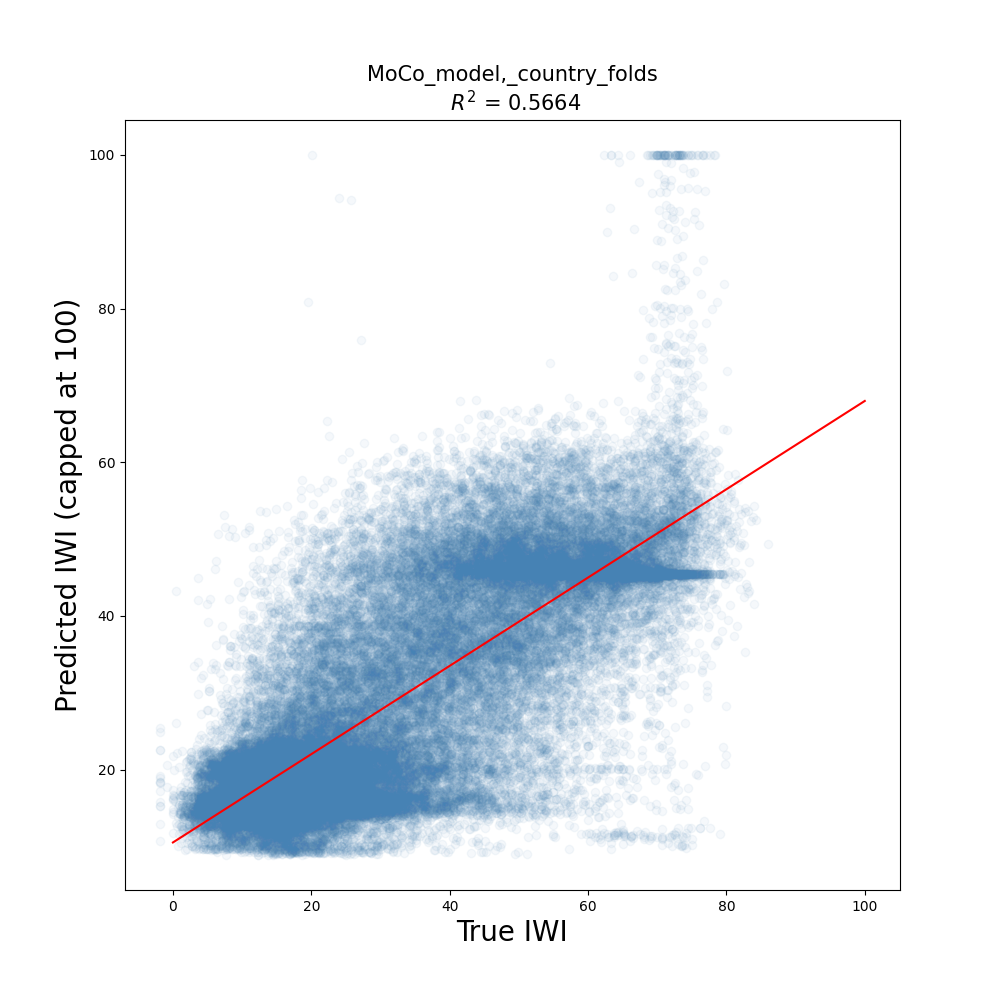 MoCo_model,_country_folds
R² = 0.5664
100
80
60
40
20
Predicted IWI (capped at 100)
0 20 40 60 80 100
True IWI